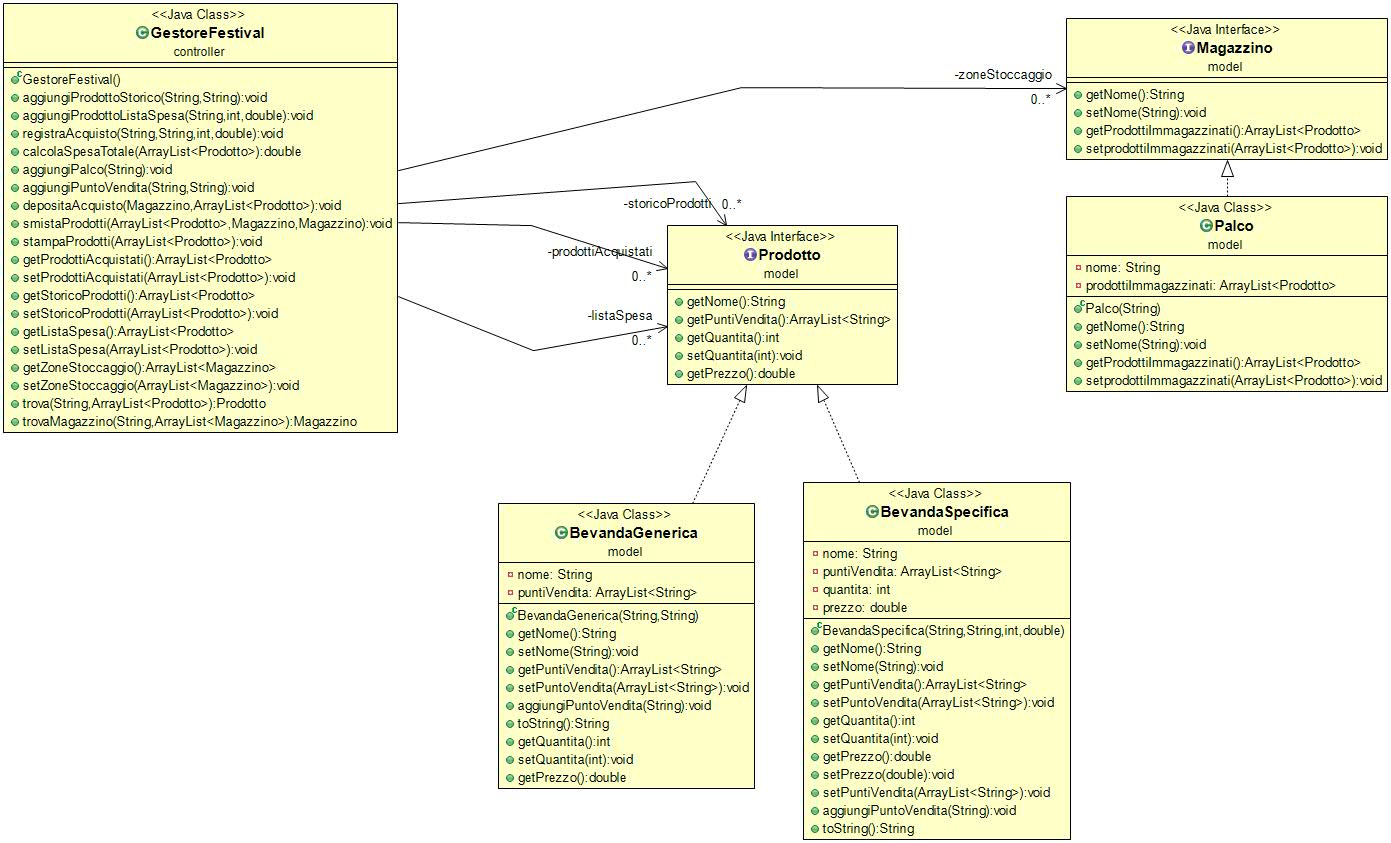 <<Java Class>>
GestoreFestival
controller
GestoreFestival()
aggiungiProdottoStorico(String,String):void
aggiungiProdottoListaSpesa(String,int,double):void
registraAcquisto(String,String,int,double):void
calcolaSpesaTotale(ArrayList<Prodotto>):double
aggiungiPalco(String):void
aggiungiPuntoVendita(String,String):void
depositaAcquisto(Magazzino,ArrayList<Prodotto>):void
smistaProdotti(ArrayList<Prodotto>,Magazzino,Magazzino):void
stampaProdotti(ArrayList<Prodotto>):void
getProdottiAcquistati():ArrayList<Prodotto>
setProdottiAcquistati(ArrayList<Prodotto>):void
getStoricoProdotti():ArrayList<Prodotto>
setStoricoProdotti(ArrayList<Prodotto>):void
getListaSpesa():ArrayList<Prodotto>
setListaSpesa(ArrayList<Prodotto>):void
getZoneStoccaggio():ArrayList<Magazzino>
setZoneStoccaggio(ArrayList<Magazzino>):void
trova(String,ArrayList<Prodotto>):Prodotto
trovaMagazzino(String,ArrayList<Magazzino>):Magazzino
-zoneStoccaggio
0..*
-storicoProdotti
0..*
-prodottiAcquistati
0..*
-listaSpesa
0..*
<<Java Interface>>
Magazzino
model
getNome():String
setNome(String):void
getProdottiImmagazzinati():ArrayList<Prodotto>
setprodottiImmagazzinati(ArrayList<Prodotto>):void
<<Java Class>>
Palco
model
nome: String
prodottiImmagazzinati: ArrayList<Prodotto>
Palco(String)
getNome():String
setNome(String):void
getProdottiImmagazzinati():ArrayList<Prodotto>
setprodottiImmagazzinati(ArrayList<Prodotto>):void
<<Java Interface>>
Prodotto
model
getNome():String
getPuntiVendita():ArrayList<String>
getQuantita():int
setQuantita(int):void
getPrezzo():double
<<Java Class>>
BevandaGenerica
model
nome: String
puntiVendita: ArrayList<String>
BevandaGenerica(String,String)
getNome():String
setNome(String):void
getPuntiVendita():ArrayList<String>
setPuntoVendita(ArrayList<String>):void
aggiungiPuntoVendita(String):void
toString():String
getQuantita():int
setQuantita(int):void
getPrezzo():double
<<Java Class>>
BevandaSpecifica
model
nome: String
puntiVendita: ArrayList<String>
quantita: int
prezzo: double
BevandaSpecifica(String,String,int,double)
getNome():String
setNome(String):void
getPuntiVendita():ArrayList<String>
setPuntoVendita(ArrayList<String>):void
getQuantita():int
setQuantita(int):void
getPrezzo():double
setPrezzo(double):void
setPuntiVendita(ArrayList<String>):void
aggiungiPuntoVendita(String):void
toString():String